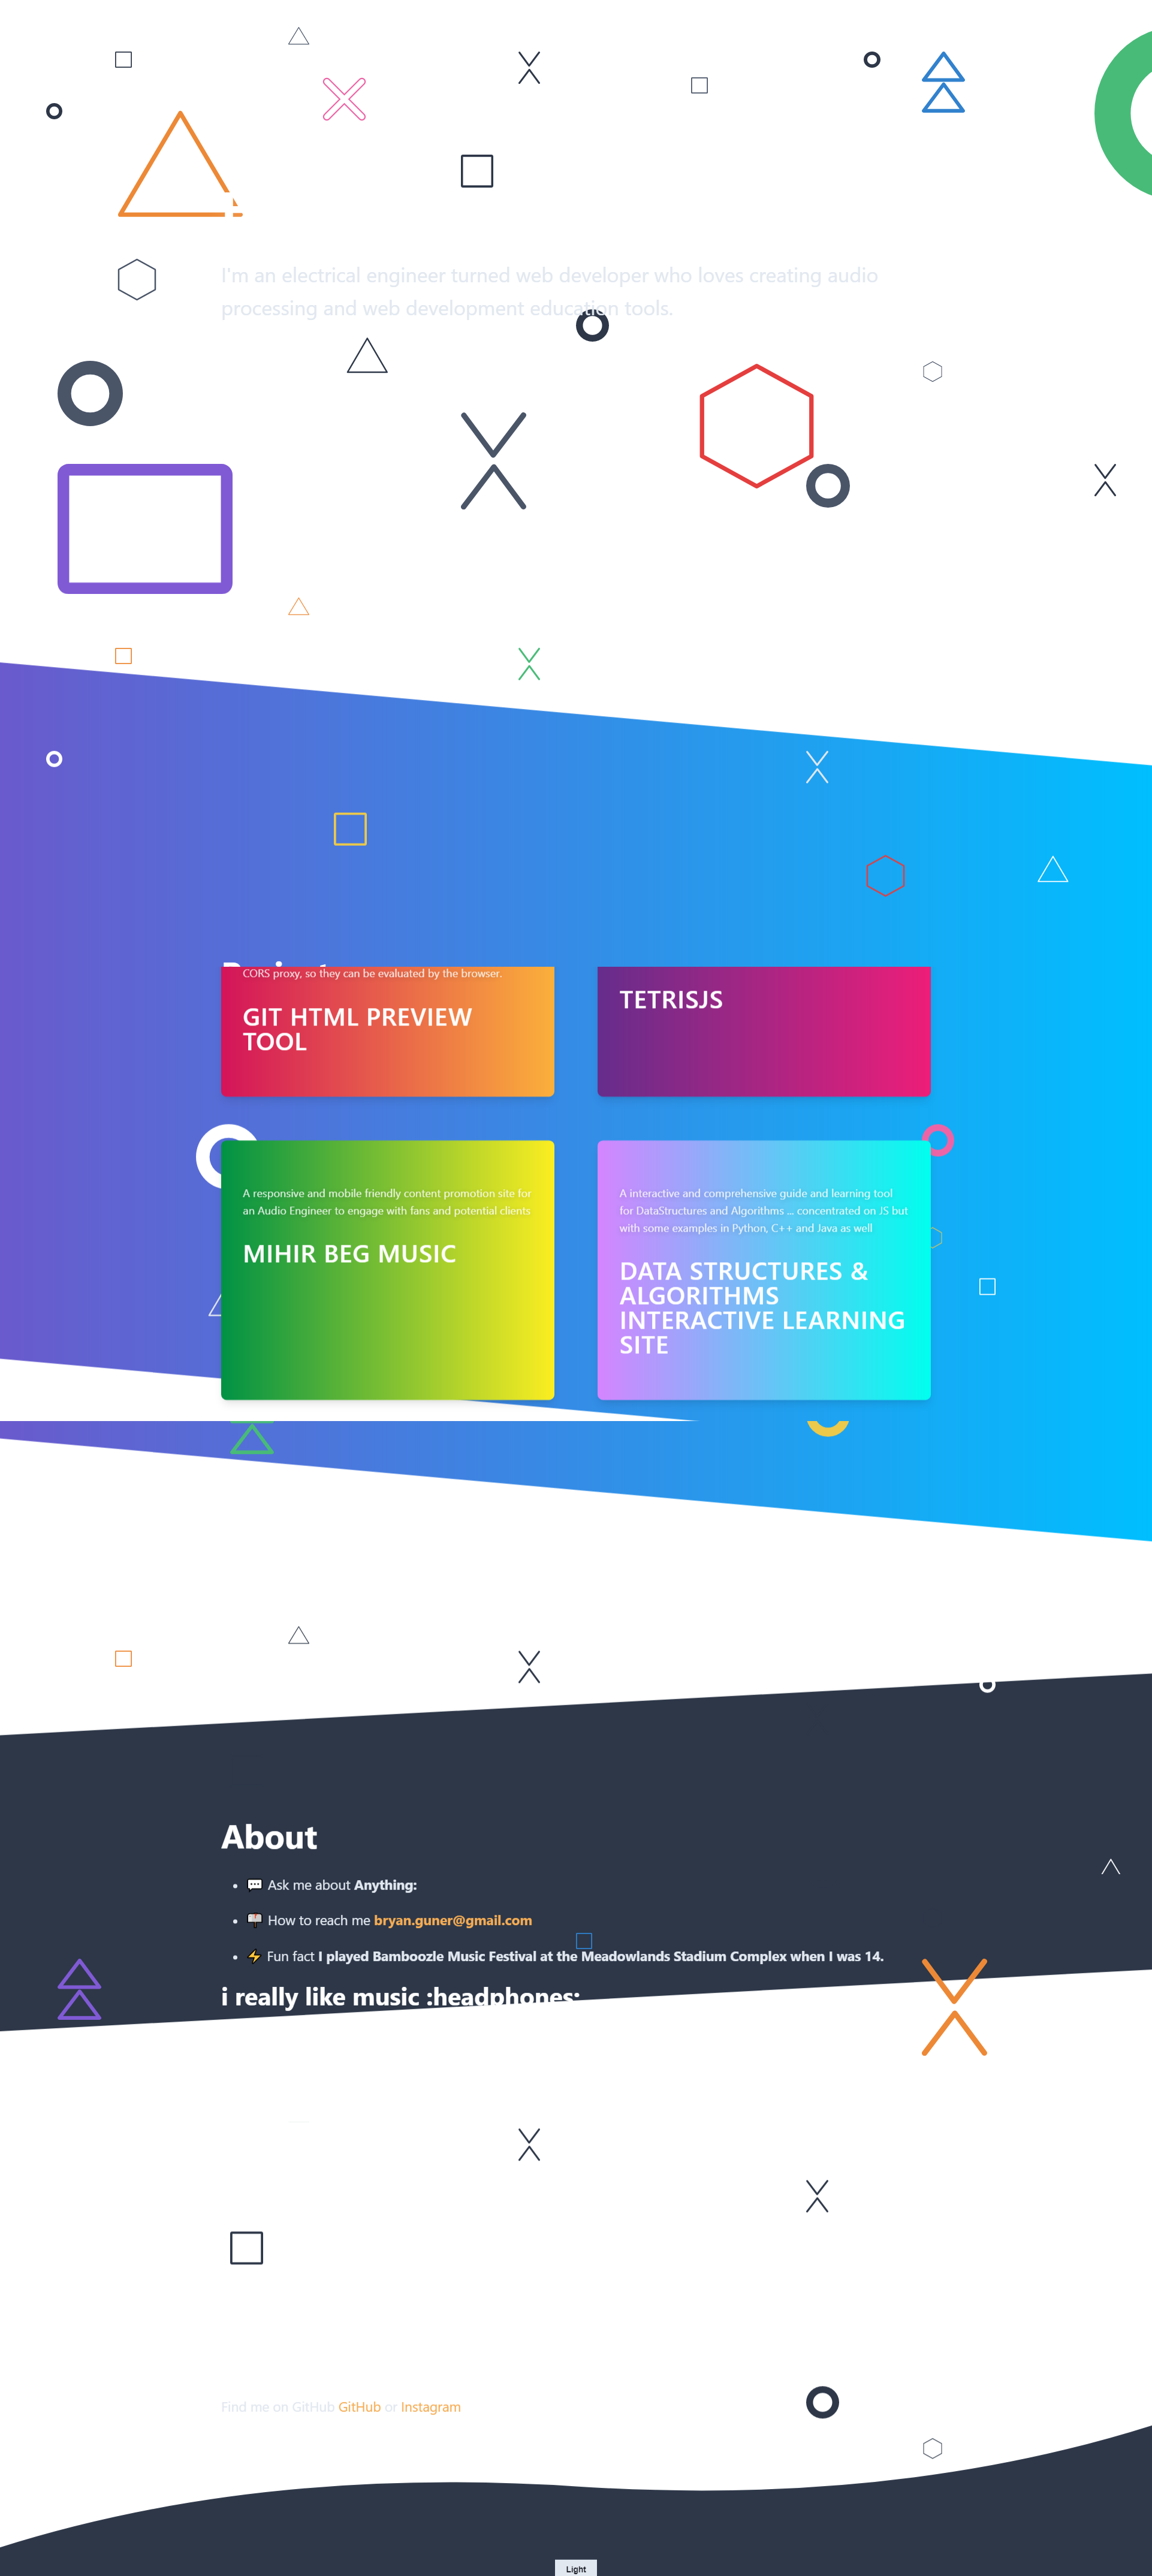 I'm an electrical engineer turned web developer who loves creating audio
processing and web development education tools.
CORS proxy, so they can be evaluated by the browser.
GIT HTML PREVIEW
TOOL
TETRISJS
A responsive and mobile friendly content promotion site for
an Audio Engineer to engage with fans and potential clients
MIHIR BEG MUSIC
A interactive and comprehensive guide and learning tool
for DataStructures and Algorithms ... concentrated on JS but
with some examples in Python, C++ and Java as well
DATA STRUCTURES &
ALGORITHMS
INTERACTIVE LEARNING
SITE
About
💬 Ask me about Anything:
📫 How to reach me bryan.guner@gmail.com
⚡ Fun fact I played Bamboozle Music Festival at the Meadowlands Stadium Complex when I was 14.
i really like music :headphones:
Find me on GitHub GitHub or Instagram
Light